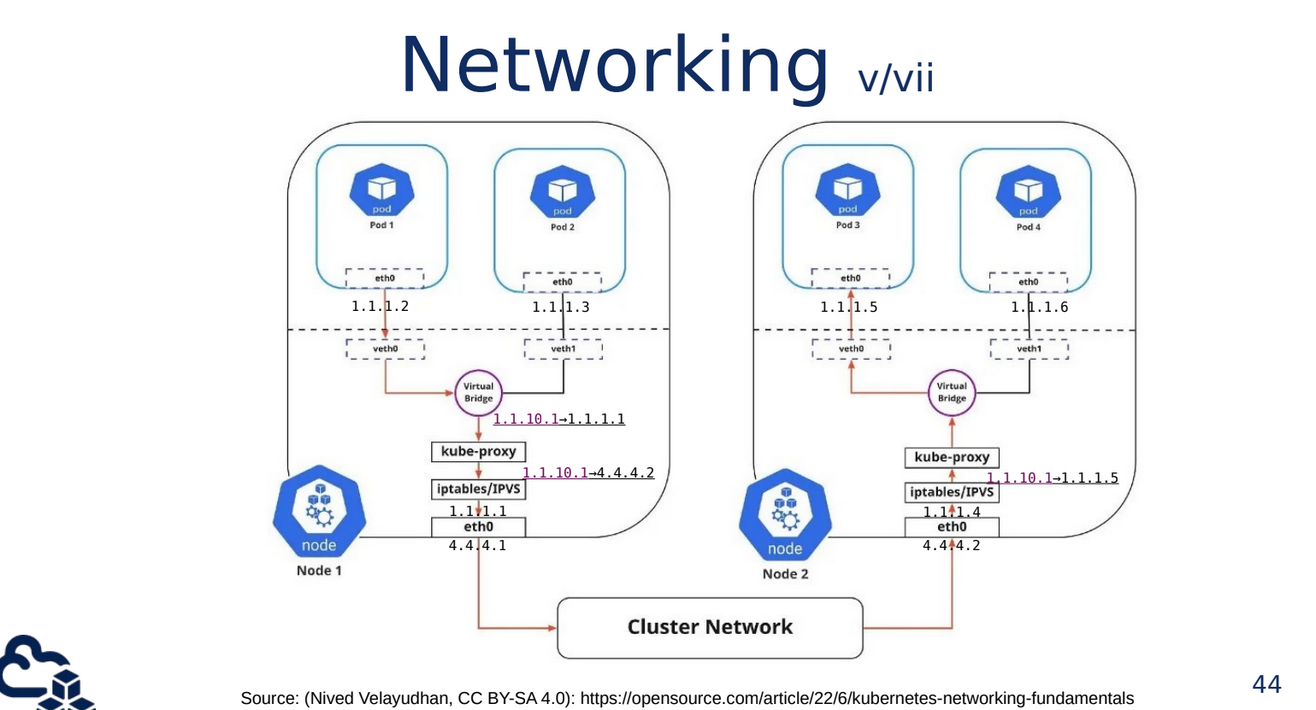 Networking v/vii
pod
Pod 1
pod
Pod 2
eth0
eth0
1.1.1.2
1.1.1.3
veth0
veth1
Virtual
Bridge
1.1.10.1→1.1.1.1
kube-proxy
1.1.10.1→4.4.4.2
iptables/IPVS
1.1.1.1
eth0
4.4.4.1
node
Node 1
pod
Pod 3
pod
Pod 4
eth0
eth0
1.1.1.5
1.1.1.6
veth0
veth1
Virtual
Bridge
kube-proxy
1.1.10.1→1.1.1.5
iptables/IPVS
1.1.1.4
eth0
4.4.4.2
node
Node 2
Cluster Network
Source: (Nived Velayudhan, CC BY-SA 4.0): https://opensource.com/article/22/6/kubernetes-networking-fundamentals
44